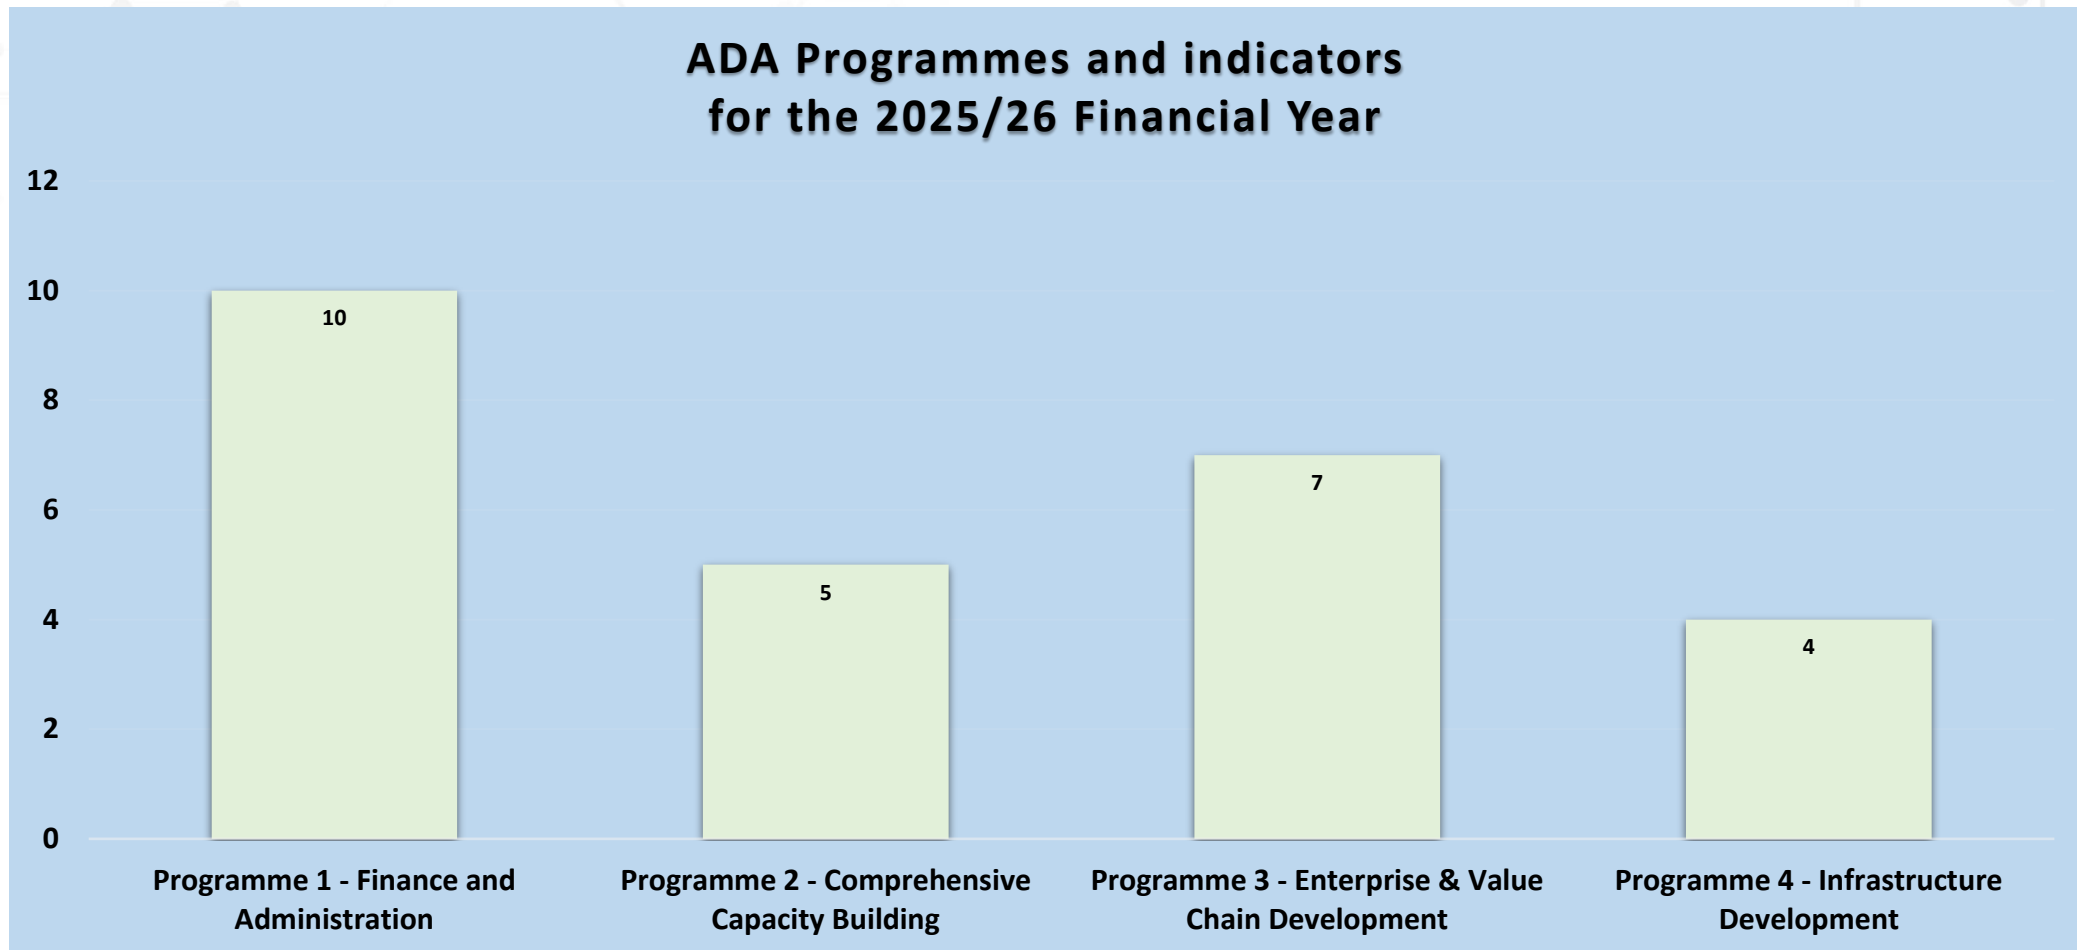 ADA Programmes and indicators
for the 2025/26 Financial Year
12
10
8
6
4
2
0
10
5
7
4
Programme 1 - Finance and
Administration
Programme 2 - Comprehensive
Capacity Building
Programme 3 - Enterprise & Value
Chain Development
Programme 4 - Infrastructure
Development